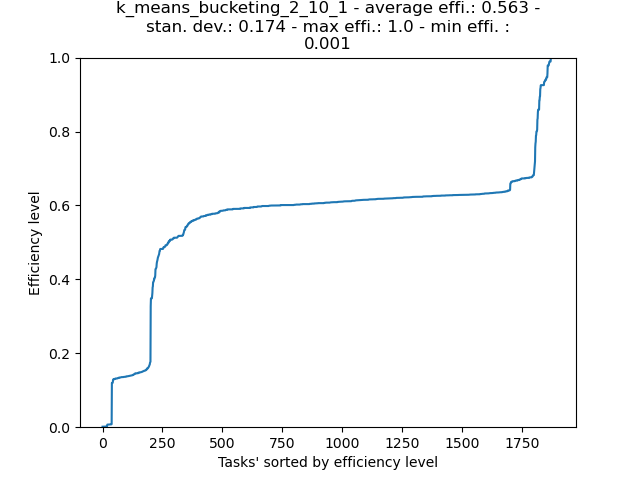 k_means_bucketing_2_10_1 - average effi.: 0.563 -
stan. dev.: 0.174 - max effi.: 1.0 - min effi. :
0.001
1.0
0.8
0.6
0.4
0.2
0.0
Efficiency level
0 250 500 750 1000 1250 1500 1750
Tasks' sorted by efficiency level